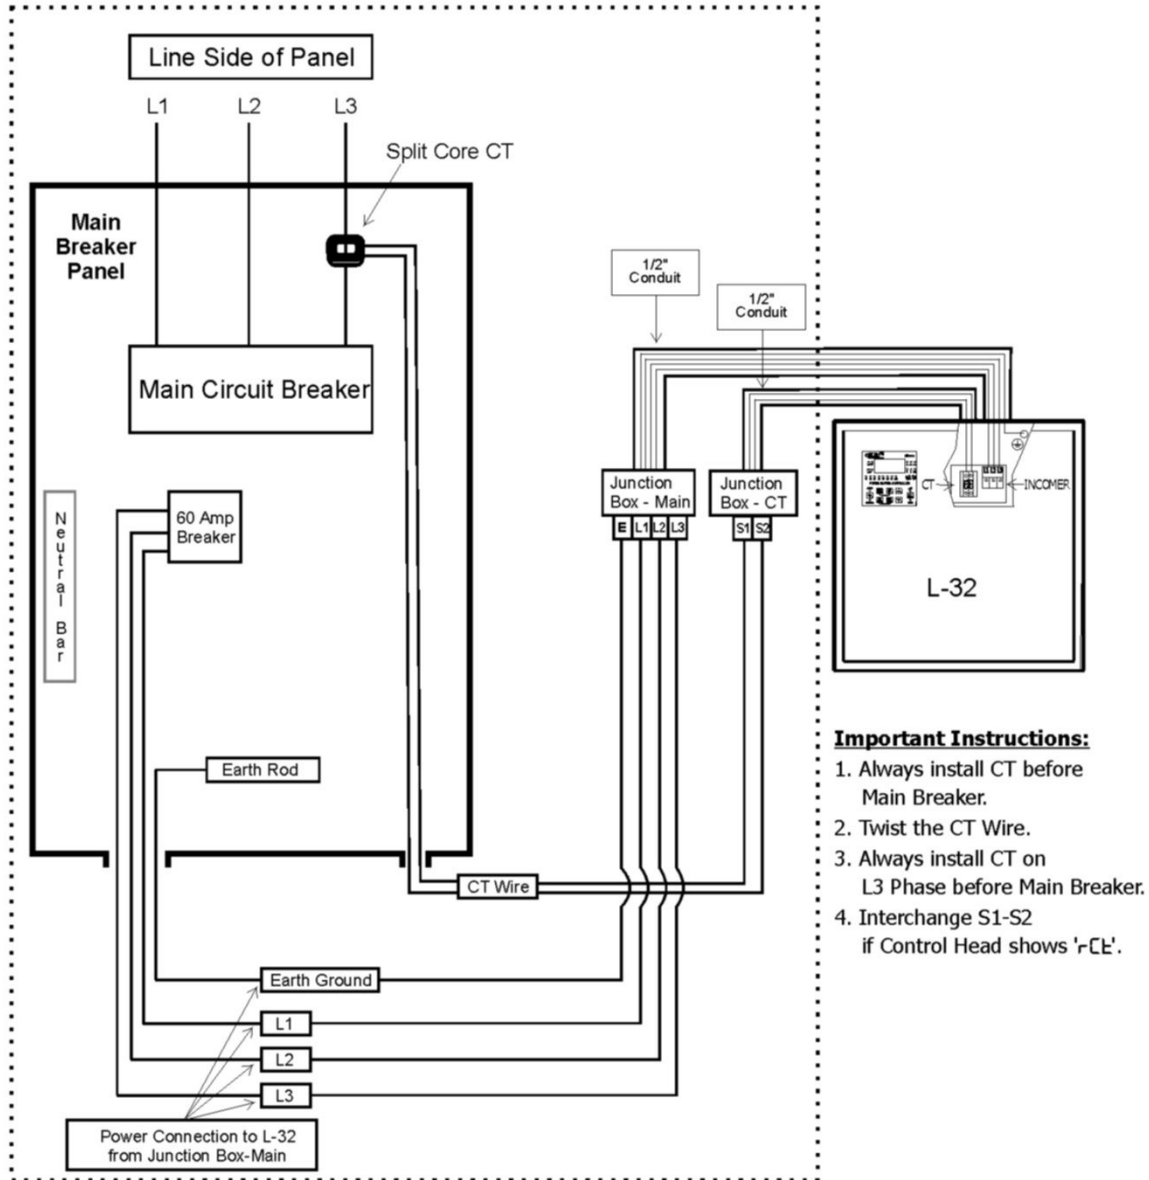 Line Side of Panel
L1
L2
L3
Split Core CT
Main
Breaker
Panel
Main Circuit Breaker
1/2"
Conduit
1/2"
Conduit
Junction
Box - Main
E
L1
L2
L3
Junction
Box - CT
S1
S2
CT
INCOMER
L-32
60 Amp
Breaker
Neutral Bar
Earth Rod
CT Wire
Earth Ground
L1
L2
L3
Power Connection to L-32
from Junction Box-Main
Important Instructions:
1. Always install CT before
Main Breaker.
2. Twist the CT Wire.
3. Always install CT on
L3 Phase before Main Breaker.
4. Interchange S1-S2
if Control Head shows 'rCt'.